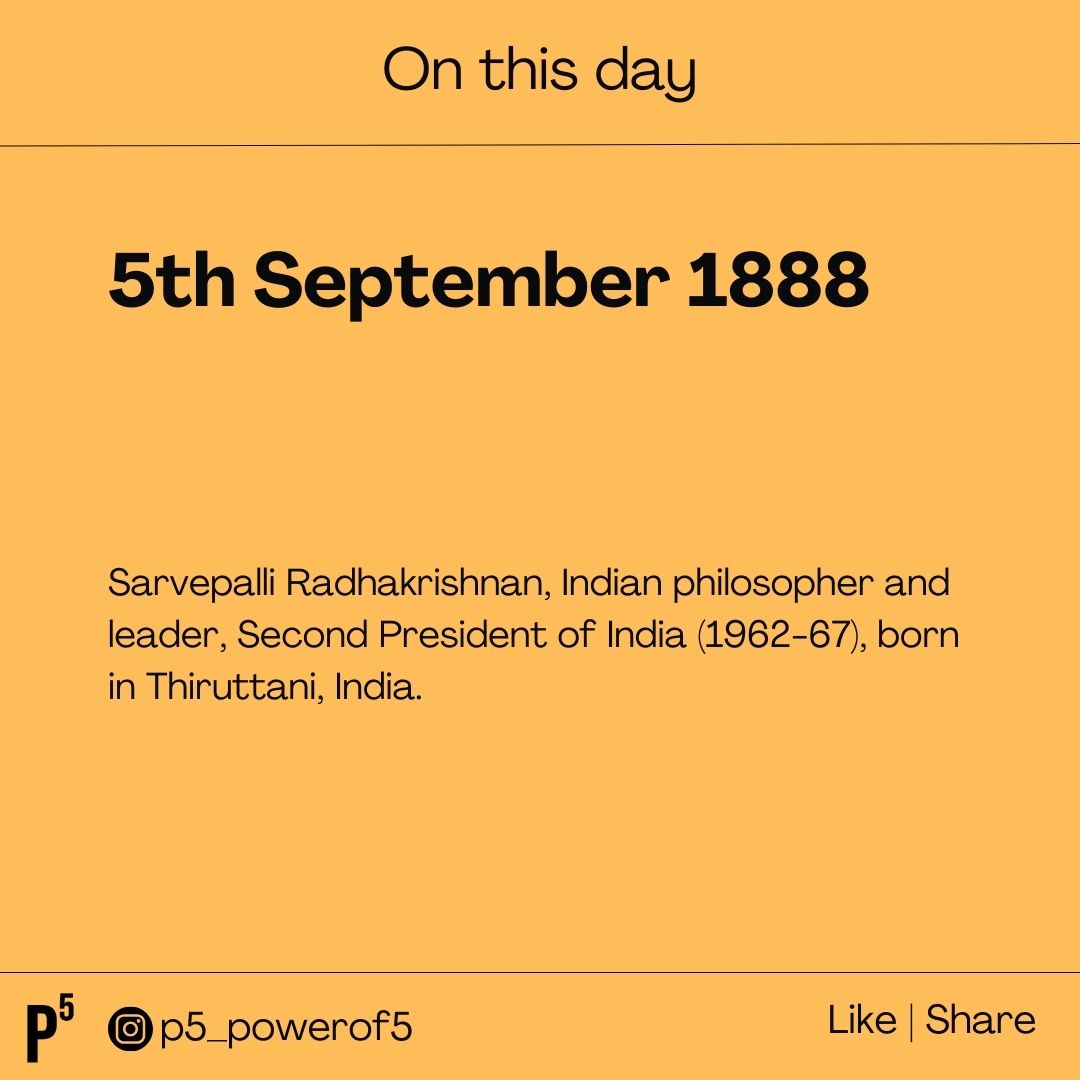 On this day
5th September 1888
Sarvepalli Radhakrishnan, Indian philosopher and
leader, Second President of India (1962-67), born
in Thiruttani, India.
P5 p5_powerof5
Like | Share